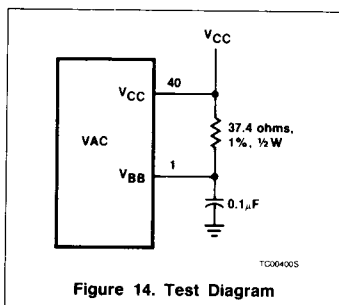 VCC
VCC 40
37.4 ohms,
1%, ½W
VAC
VBB 1
0.1µF
TC00400S
Figure 14. Test Diagram